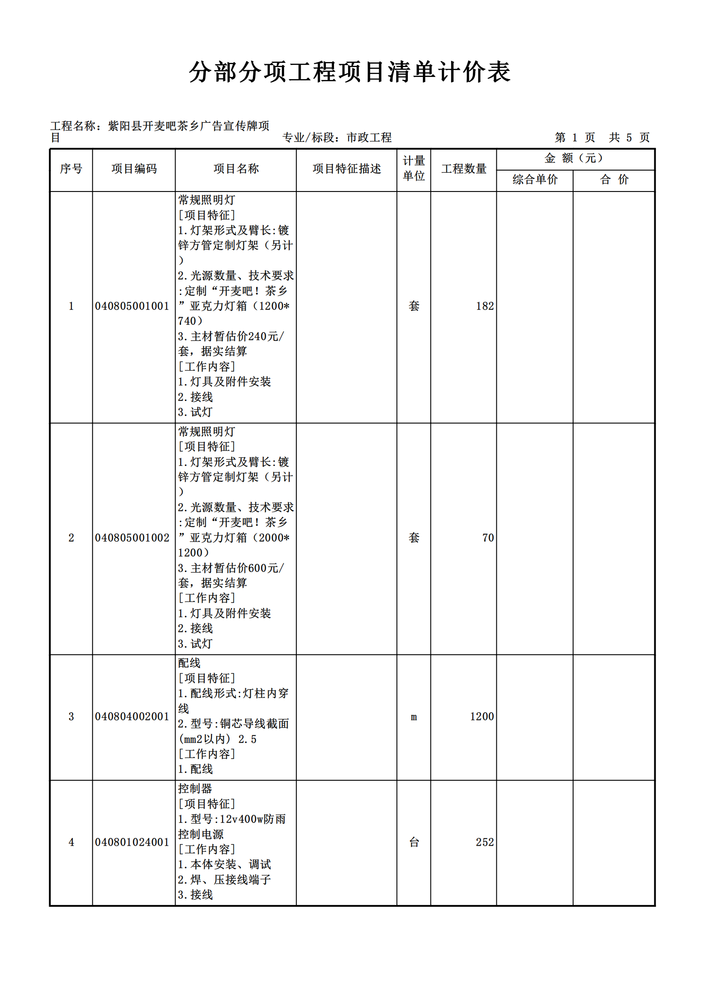 分部分项工程项目清单计价表
工程名称：紫阳县开麦吧茶乡广告宣传牌项
目
专业/标段：市政工程
第 1 页 共 5 页
序号
项目编码
项目名称
项目特征描述
计量
单位
工程数量
金 额（元）
综合单价
合 价
1
040805001001
常规照明灯
[项目特征]
1.灯架形式及臂长:镀
锌方管定制灯架（另计
）
2.光源数量、技术要求
:定制“开麦吧！茶乡
”亚克力灯箱（1200*
740）
3.主材暂估价240元/
套，据实结算
[工作内容]
1.灯具及附件安装
2.接线
3.试灯
套
182
2
040805001002
常规照明灯
[项目特征]
1.灯架形式及臂长:镀
锌方管定制灯架（另计
）
2.光源数量、技术要求
:定制“开麦吧！茶乡
”亚克力灯箱（2000*
1200）
3.主材暂估价600元/
套，据实结算
[工作内容]
1.灯具及附件安装
2.接线
3.试灯
套
70
3
040804002001
配线
[项目特征]
1.配线形式:灯柱内穿
线
2.型号:铜芯导线截面
(mm2以内) 2.5
[工作内容]
1.配线
m
1200
4
040801024001
控制器
[项目特征]
1.型号:12v400w防雨
控制电源
[工作内容]
1.本体安装、调试
2.焊、压接线端子
3.接线
台
252